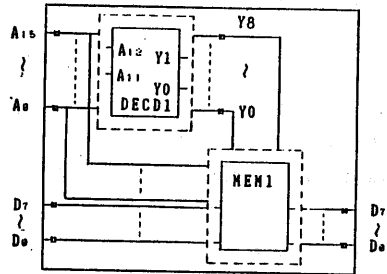 A15 Y8
A12 Y1
~ ~
A11 Y0
A0 DECD1 Y0
MEM1
D7 D7
~ ~
D0 D0